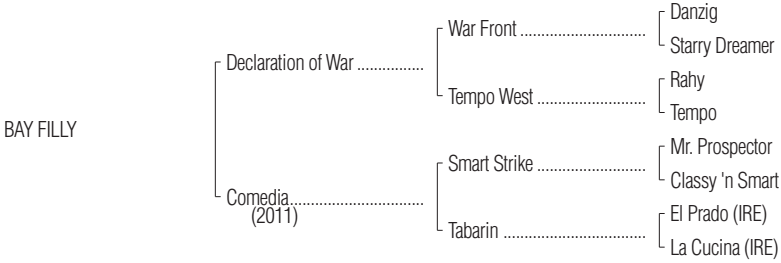 Danzig
War Front ................................
Starry Dreamer
Declaration of War ................
Rahy
Tempo West ...........................
Tempo
BAY FILLY
Mr. Prospector
Smart Strike ...........................
Classy 'n Smart
Comedia.................................
(2011)
El Prado (IRE)
Tabarin ...................................
La Cucina (IRE)